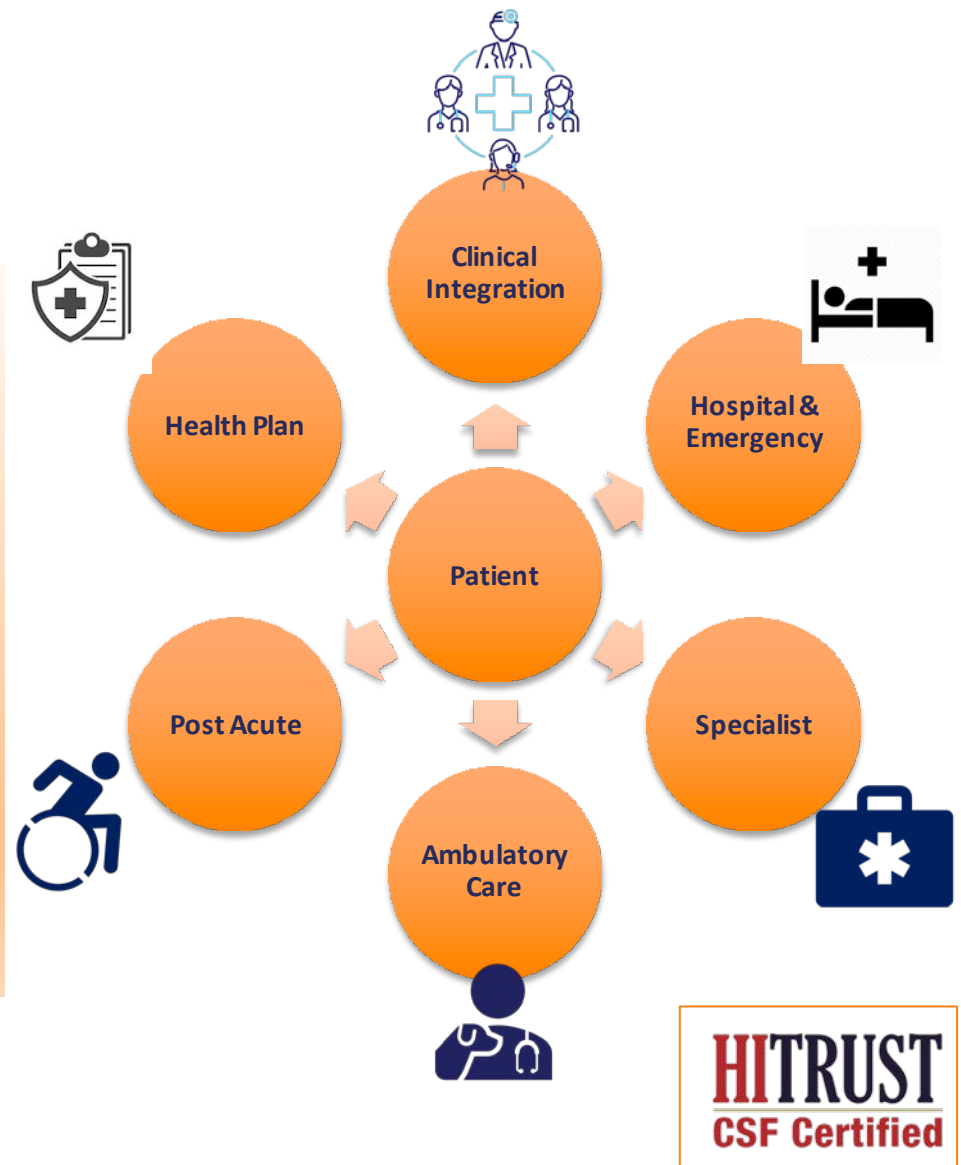 Clinical
Integration
Health Plan
Hospital &
Emergency
Patient
Post Acute
Specialist
Ambulatory
Care
HITRUST
CSF Certified